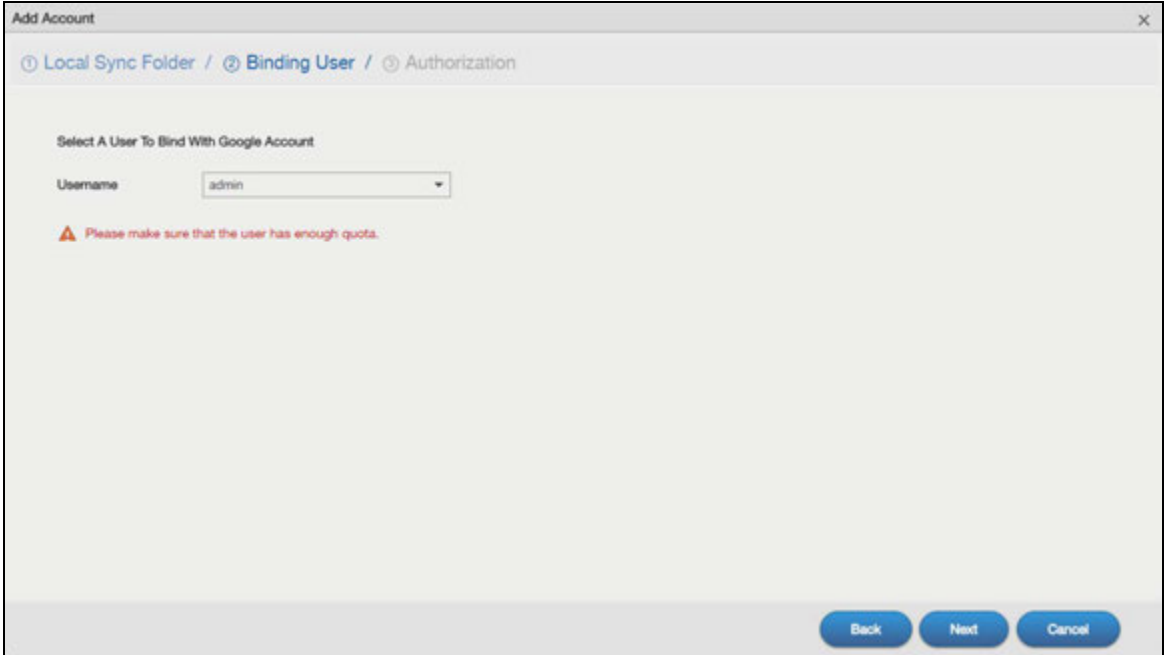 Add Account
① Local Sync Folder / ② Binding User / ③ Authorization
Select A User To Bind With Google Account
Username admin
Please make sure that the user has enough quota.
Back Next Cancel